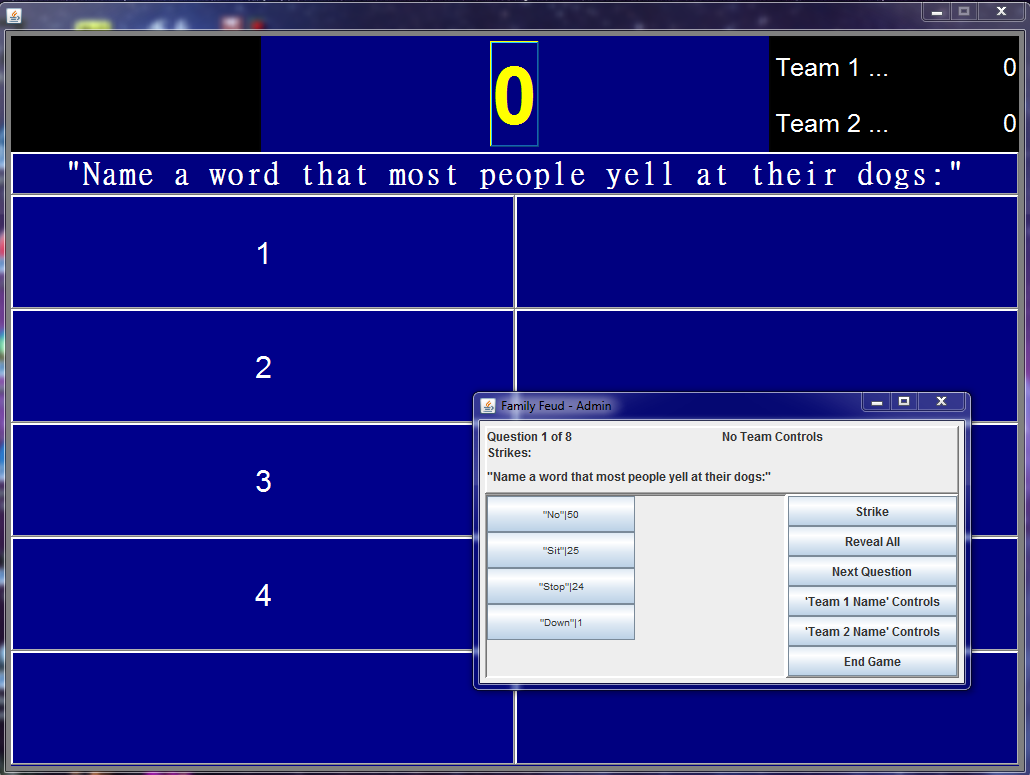 0
Team 1 ... 0
Team 2 ... 0
"Name a word that most people yell at their dogs:"
1
2
3
4
Family Feud - Admin
Question 1 of 8 No Team Controls
Strikes:
"Name a word that most people yell at their dogs:"
"No"|50
"Sit"|25
"Stop"|24
"Down"|1
Strike
Reveal All
Next Question
'Team 1 Name' Controls
'Team 2 Name' Controls
End Game